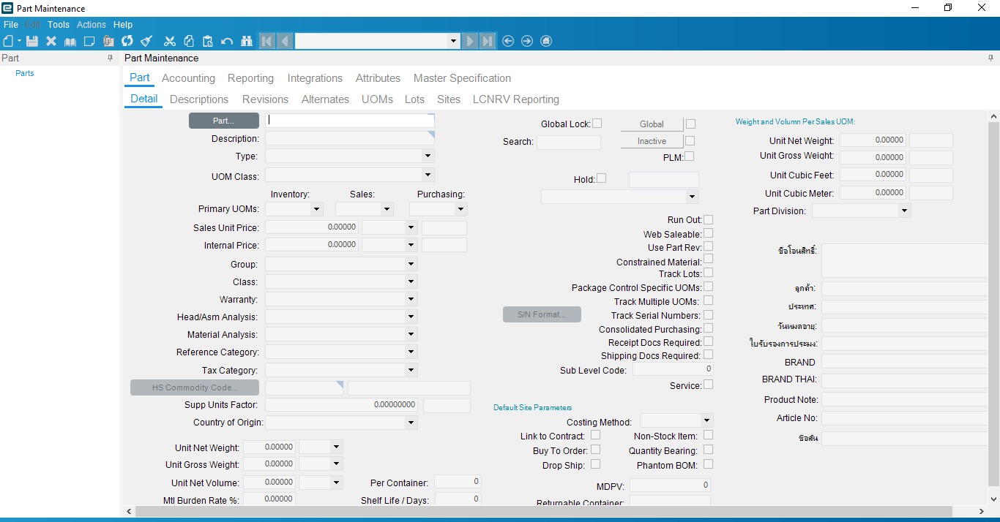 Part Maintenance
File Edit Tools Actions Help
Part
Parts
Part Maintenance
Part Accounting Reporting Integrations Attributes Master Specification
Detail Descriptions Revisions Alternates UOMs Lots Sites LCNRV Reporting
Part...
Description:
Type:
UOM Class:
Inventory: Sales: Purchasing:
Primary UOMs:
Sales Unit Price: 0.00000
Internal Price: 0.00000
Group:
Class:
Warranty:
Head/Asm Analysis:
Material Analysis:
Reference Category:
Tax Category:
HS Commodity Code...
Supp Units Factor: 0.00000000
Country of Origin:
Unit Net Weight: 0.00000
Unit Gross Weight: 0.00000
Unit Net Volume: 0.00000
Per Container: 0
Mtl Burden Rate %: 0.00000
Shelf Life / Days: 0
Global Lock: Global
Search: Inactive
PLM:
Hold:
Run Out:
Web Saleable:
Use Part Rev:
Constrained Material:
Track Lots:
Package Control Specific UOMs:
Track Multiple UOMs:
S/N Format... Track Serial Numbers:
Consolidated Purchasing:
Receipt Docs Required:
Shipping Docs Required:
Sub Level Code: 0
Service:
Default Site Parameters
Costing Method:
Link to Contract: Non-Stock Item:
Buy To Order: Quantity Bearing:
Drop Ship: Phantom BOM:
MDPV: 0
Returnable Container:
Weight and Volumn Per Sales UOM:
Unit Net Weight: 0.00000
Unit Gross Weight: 0.00000
Unit Cubic Feet: 0.00000
Unit Cubic Meter: 0.00000
Part Division:
ชื่อโอนสิทธิ์:
ลูกค้า:
ประเทศ:
วันหมดอายุ:
ใบรับรองการประมง:
BRAND
BRAND THAI:
Product Note:
Article No:
ชื่อสัน